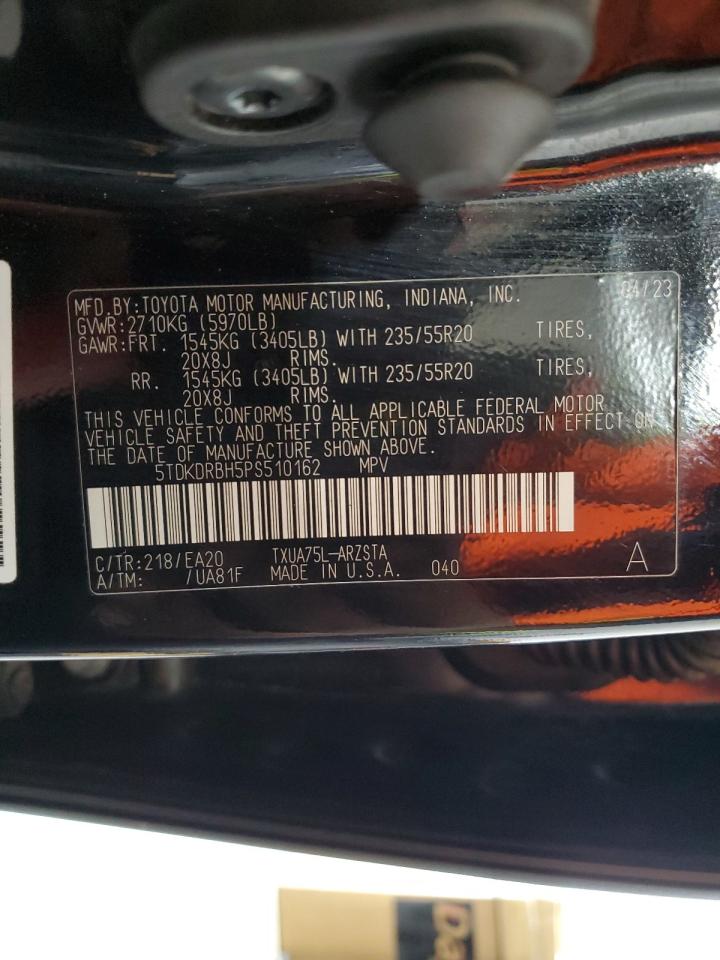 MFD.BY:TOYOTA MOTOR MANUFACTURING, INDIANA, INC. 04/23
GVWR:2710KG (5970LB)
GAWR:FRT. 1545KG (3405LB) WITH 235/55R20 TIRES,
20X8J RIMS.
RR. 1545KG (3405LB) WITH 235/55R20 TIRES,
20X8J RIMS.
THIS VEHICLE CONFORMS TO ALL APPLICABLE FEDERAL MOTOR
VEHICLE SAFETY AND THEFT PREVENTION STANDARDS IN EFFECT ON
THE DATE OF MANUFACTURE SHOWN ABOVE.
5TDKDRBH5PS510162 MPV
C/TR:218/EA20 TXUA75L-ARZSTA
A/TM: /UA81F MADE IN U.S.A. 040 A